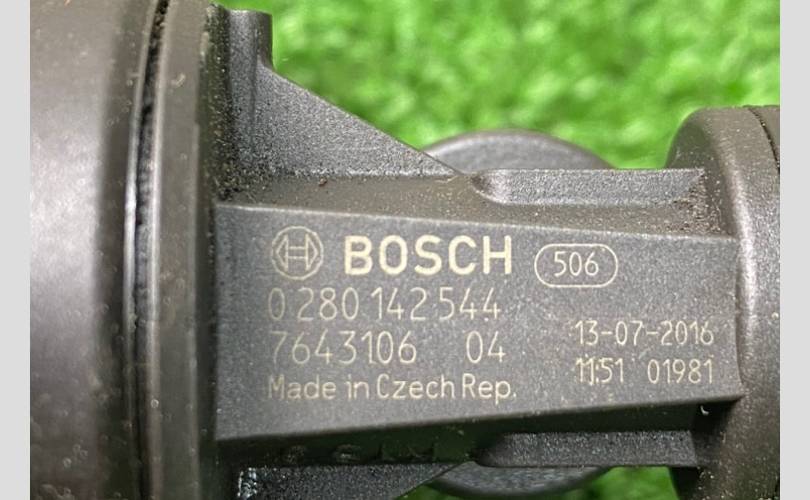 BOSCH 506
0 280 142 544
7643106 04
13-07-2016
Made in Czech Rep.
11:51 01981